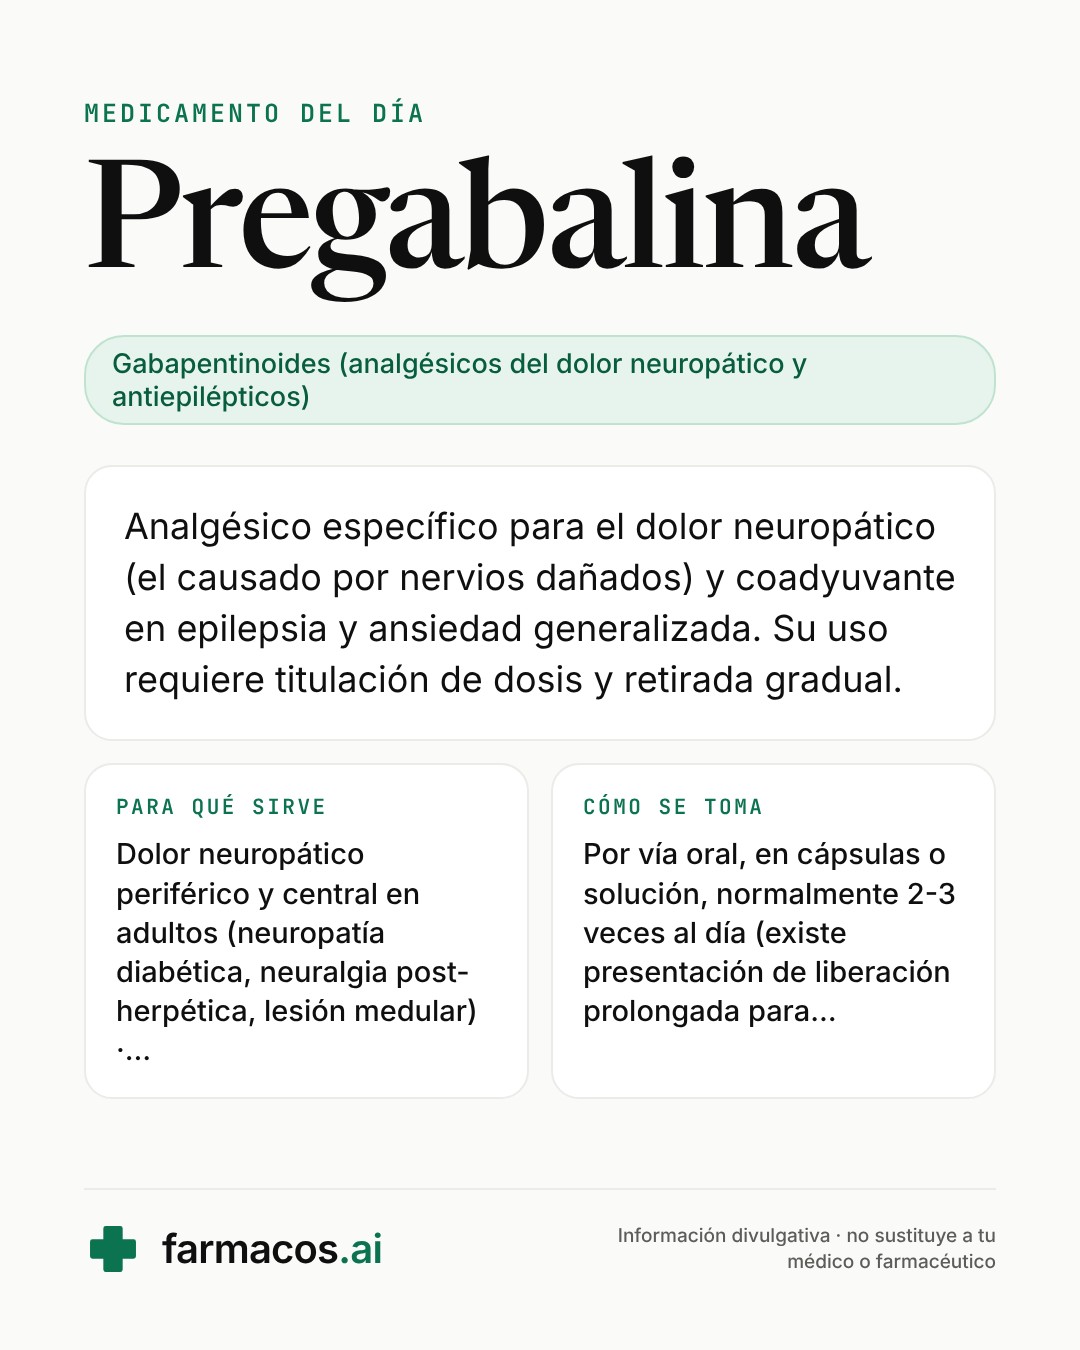 MEDICAMENTO DEL DÍA
Pregabalina
Gabapentinoides (analgésicos del dolor neuropático y
antiepilépticos)
Analgésico específico para el dolor neuropático
(el causado por nervios dañados) y coadyuvante
en epilepsia y ansiedad generalizada. Su uso
requiere titulación de dosis y retirada gradual.
PARA QUÉ SIRVE
Dolor neuropático
periférico y central en
adultos (neuropatía
diabética, neuralgia post-
herpética, lesión medular)
·…
CÓMO SE TOMA
Por vía oral, en cápsulas o
solución, normalmente 2-3
veces al día (existe
presentación de liberación
prolongada para…
farmacos.ai
Información divulgativa · no sustituye a tu
médico o farmacéutico